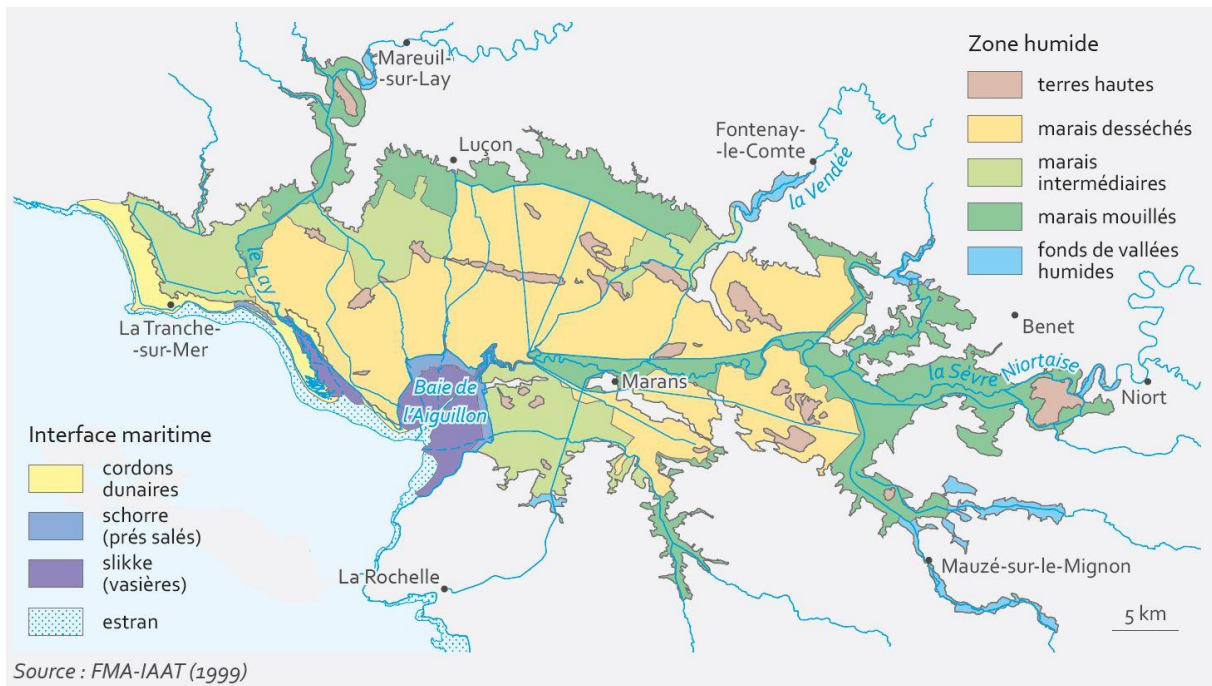 Mareuil-
-sur-Lay
Luçon
Fontenay-
-le-Comte
la Vendée
Zone humide
terres hautes
marais desséchés
marais
intermédiaires
marais mouillés
fonds de vallées
humides
le Lay
La Tranche-
-sur-Mer
Baie de
l'Aiguillon
Marans
Benet
la Sèvre Niortaise
Niort
Interface maritime
cordons
dunaires
schorre
(prés salés)
slikke
(vasières)
estran
La Rochelle
Mauzé-sur-le-Mignon
5 km
Source : FMA-IAAT (1999)